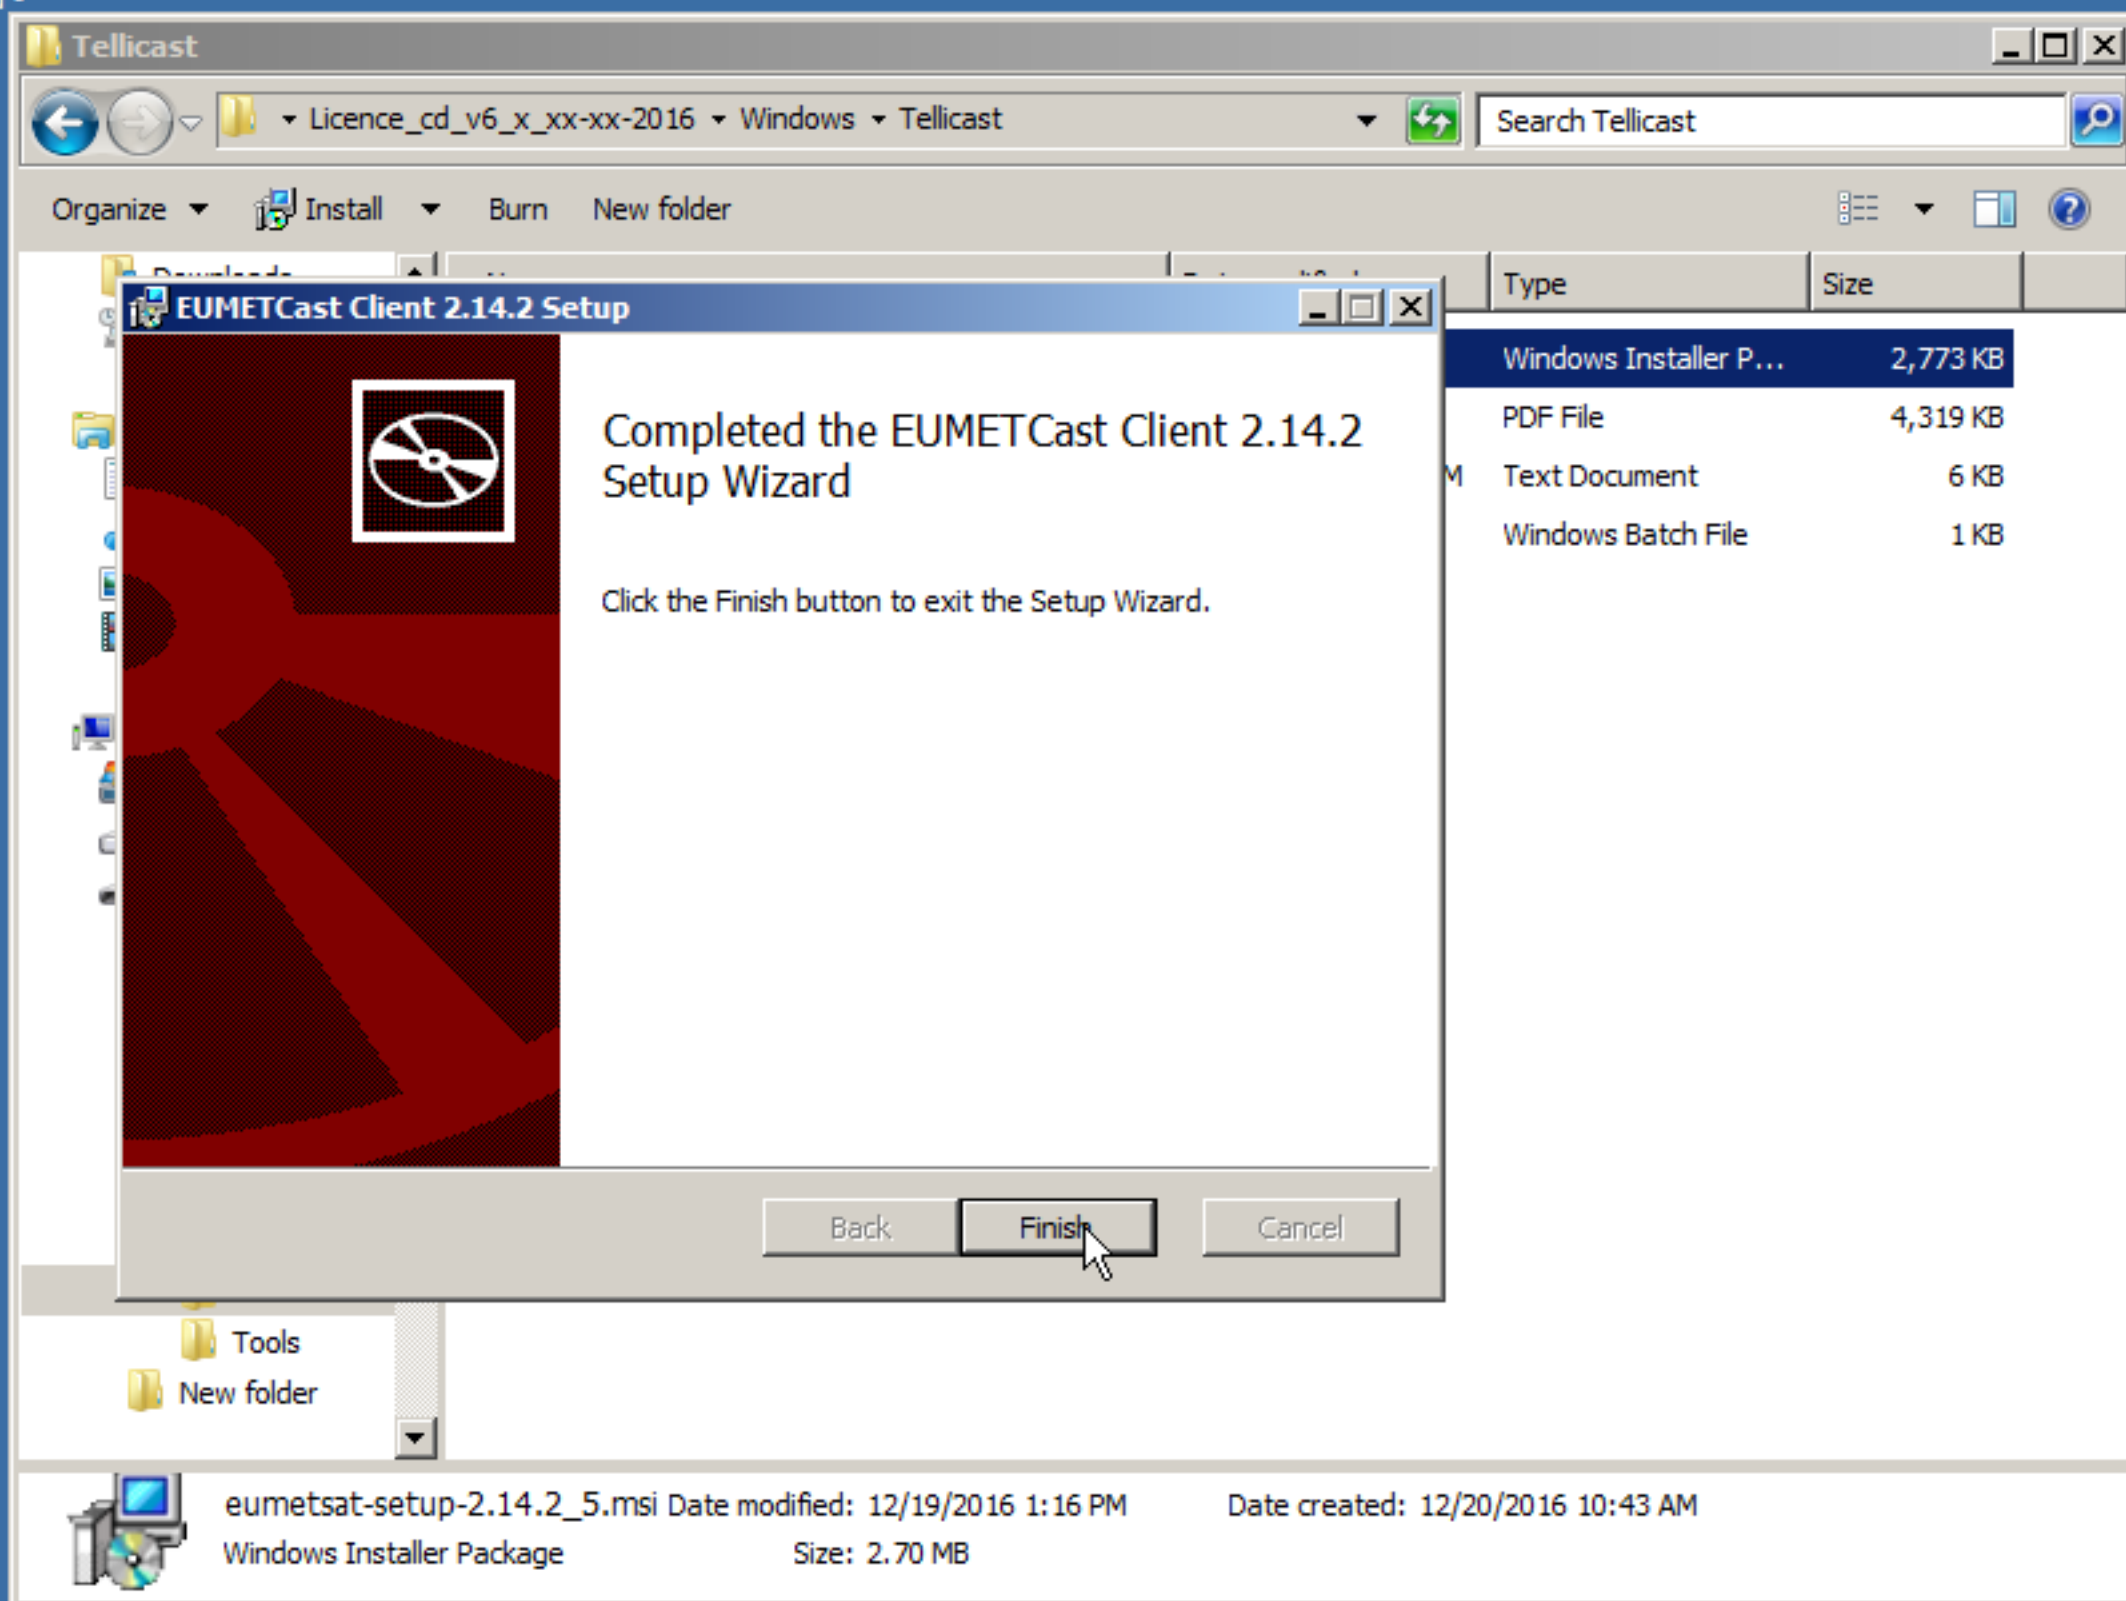 Tellicast
Licence_cd_v6_x_xx-xx-2016 Windows Tellicast
Search Tellicast
Organize Install Burn New folder
Downloads
Type Size
EUMETCast Client 2.14.2 Setup
Windows Installer P... 2,773 KB
PDF File 4,319 KB
M Text Document 6 KB
Windows Batch File 1 KB
Completed the EUMETCast Client 2.14.2
Setup Wizard
Click the Finish button to exit the Setup Wizard.
Back Finish Cancel
Tools
New folder
eumetsat-setup-2.14.2_5.msi Date modified: 12/19/2016 1:16 PM Date created: 12/20/2016 10:43 AM
Windows Installer Package Size: 2.70 MB